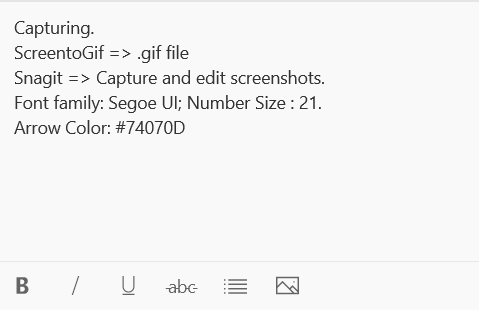 Capturing.
ScreentoGif => .gif file
Snagit => Capture and edit screenshots.
Font family: Segoe UI; Number Size : 21.
Arrow Color: #74070D
B / U abc